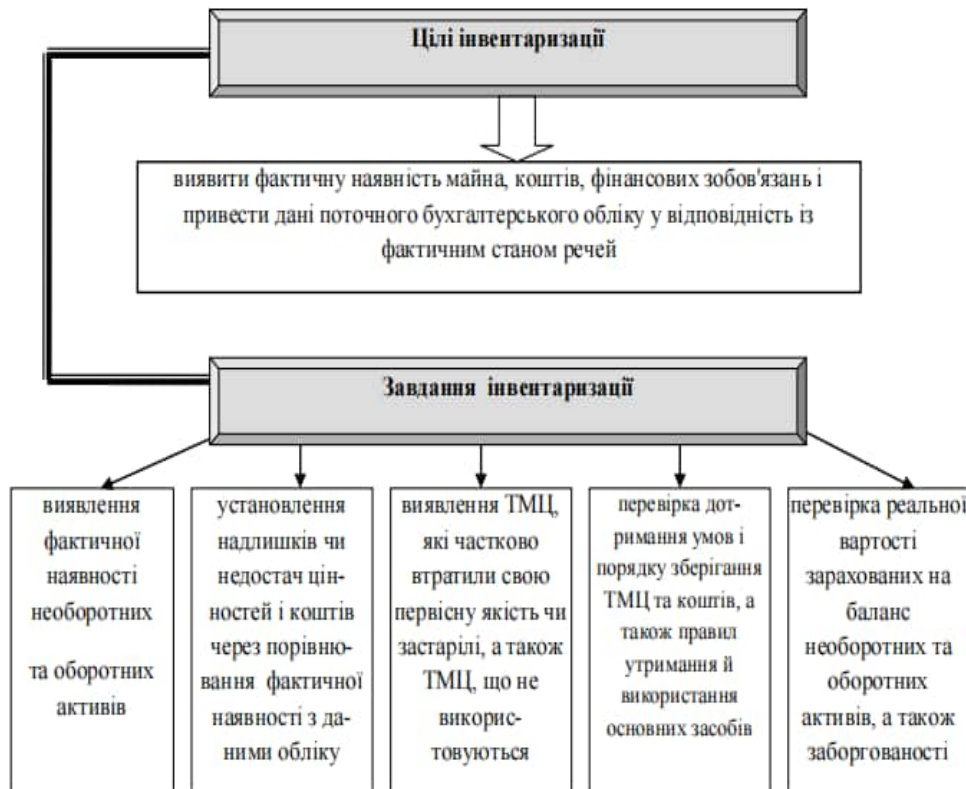 Цілі інвентаризації
виявити фактичну наявність майна, коштів, фінансових зобов'язань і
привести дані поточного бухгалтерського обліку у відповідність із
фактичним станом речей
Завдання інвентаризації
виявлення
фактичної
наявності
необоротних
та оборотних
активів
установлення
надлишків чи
недостач цін-
ностей і коштів
через порівню-
вання фактичної
наявності з да-
ними обліку
виявлення ТМЦ,
які частково
втратили свою
первісну якість чи
застарілі, а також
ТМЦ, що не
викорис-
товуються
перевірка дот-
римання умов і
порядку зберігання
ТМЦ та коштів, а
також правил
утримання й
використання
основних засобів
перевірка реальної
вартості
зарахованих на
баланс
необоротних та
оборотних
активів, а також
заборгованості